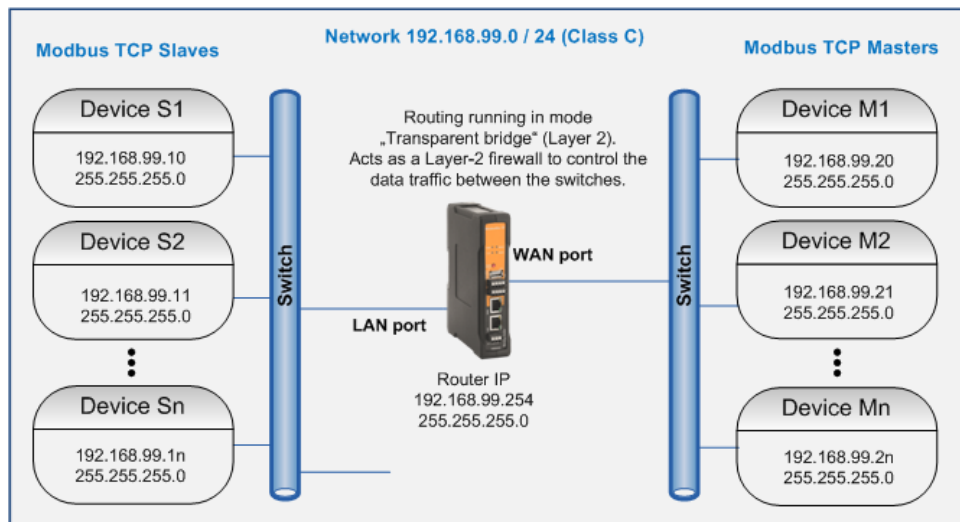 Network 192.168.99.0 / 24 (Class C)
Modbus TCP Slaves
Modbus TCP Masters
Device S1
192.168.99.10
255.255.255.0
Device S2
192.168.99.11
255.255.255.0
Device Sn
192.168.99.1n
255.255.255.0
Switch
Routing running in mode
„Transparent bridge“ (Layer 2).
Acts as a Layer-2 firewall to control the
data traffic between the switches.
WAN port
LAN port
Router IP
192.168.99.254
255.255.255.0
Switch
Device M1
192.168.99.20
255.255.255.0
Device M2
192.168.99.21
255.255.255.0
Device Mn
192.168.99.2n
255.255.255.0